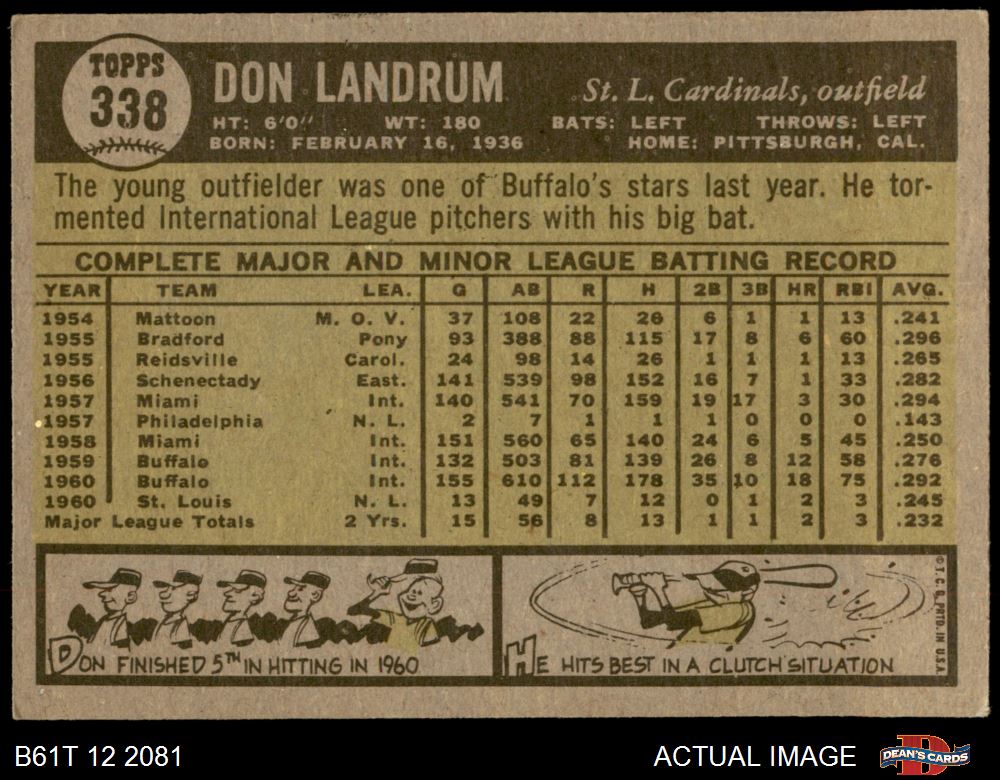 TOPPS
338
DON LANDRUM
St. L. Cardinals, outfield
HT: 6'0" WT: 180 BATS: LEFT THROWS: LEFT
BORN: FEBRUARY 16, 1936 HOME: PITTSBURGH, CAL.
The young outfielder was one of Buffalo's stars last year. He tor-
mented International League pitchers with his big bat.
COMPLETE MAJOR AND MINOR LEAGUE BATTING RECORD
YEAR TEAM LEA. G AB R H 2B 3B HR RBI AVG.
1954 Mattoon M. O. V. 37 108 22 26 6 1 1 13 .241
1955 Bradford Pony 93 388 88 115 17 8 6 60 .296
1955 Reidsville Carol. 24 98 14 26 1 1 1 13 .265
1956 Schenectady East. 141 539 98 152 16 7 1 33 .282
1957 Miami Int. 140 541 70 159 19 17 3 30 .294
1957 Philadelphia N. L. 2 7 1 1 1 0 0 0 .143
1958 Miami Int. 151 560 65 140 24 6 5 45 .250
1959 Buffalo Int. 132 503 81 139 26 8 12 58 .276
1960 Buffalo Int. 155 610 112 178 35 10 18 75 .292
1960 St. Louis N. L. 13 49 7 12 0 1 2 3 .245
Major League Totals 2 Yrs. 15 56 8 13 1 1 2 3 .232
DON FINISHED 5TH IN HITTING IN 1960
HE HITS BEST IN A CLUTCH SITUATION
© T. C. G. PRTD. IN U.S.A.
B61T 12 2081
ACTUAL IMAGE
DEAN'S CARDS